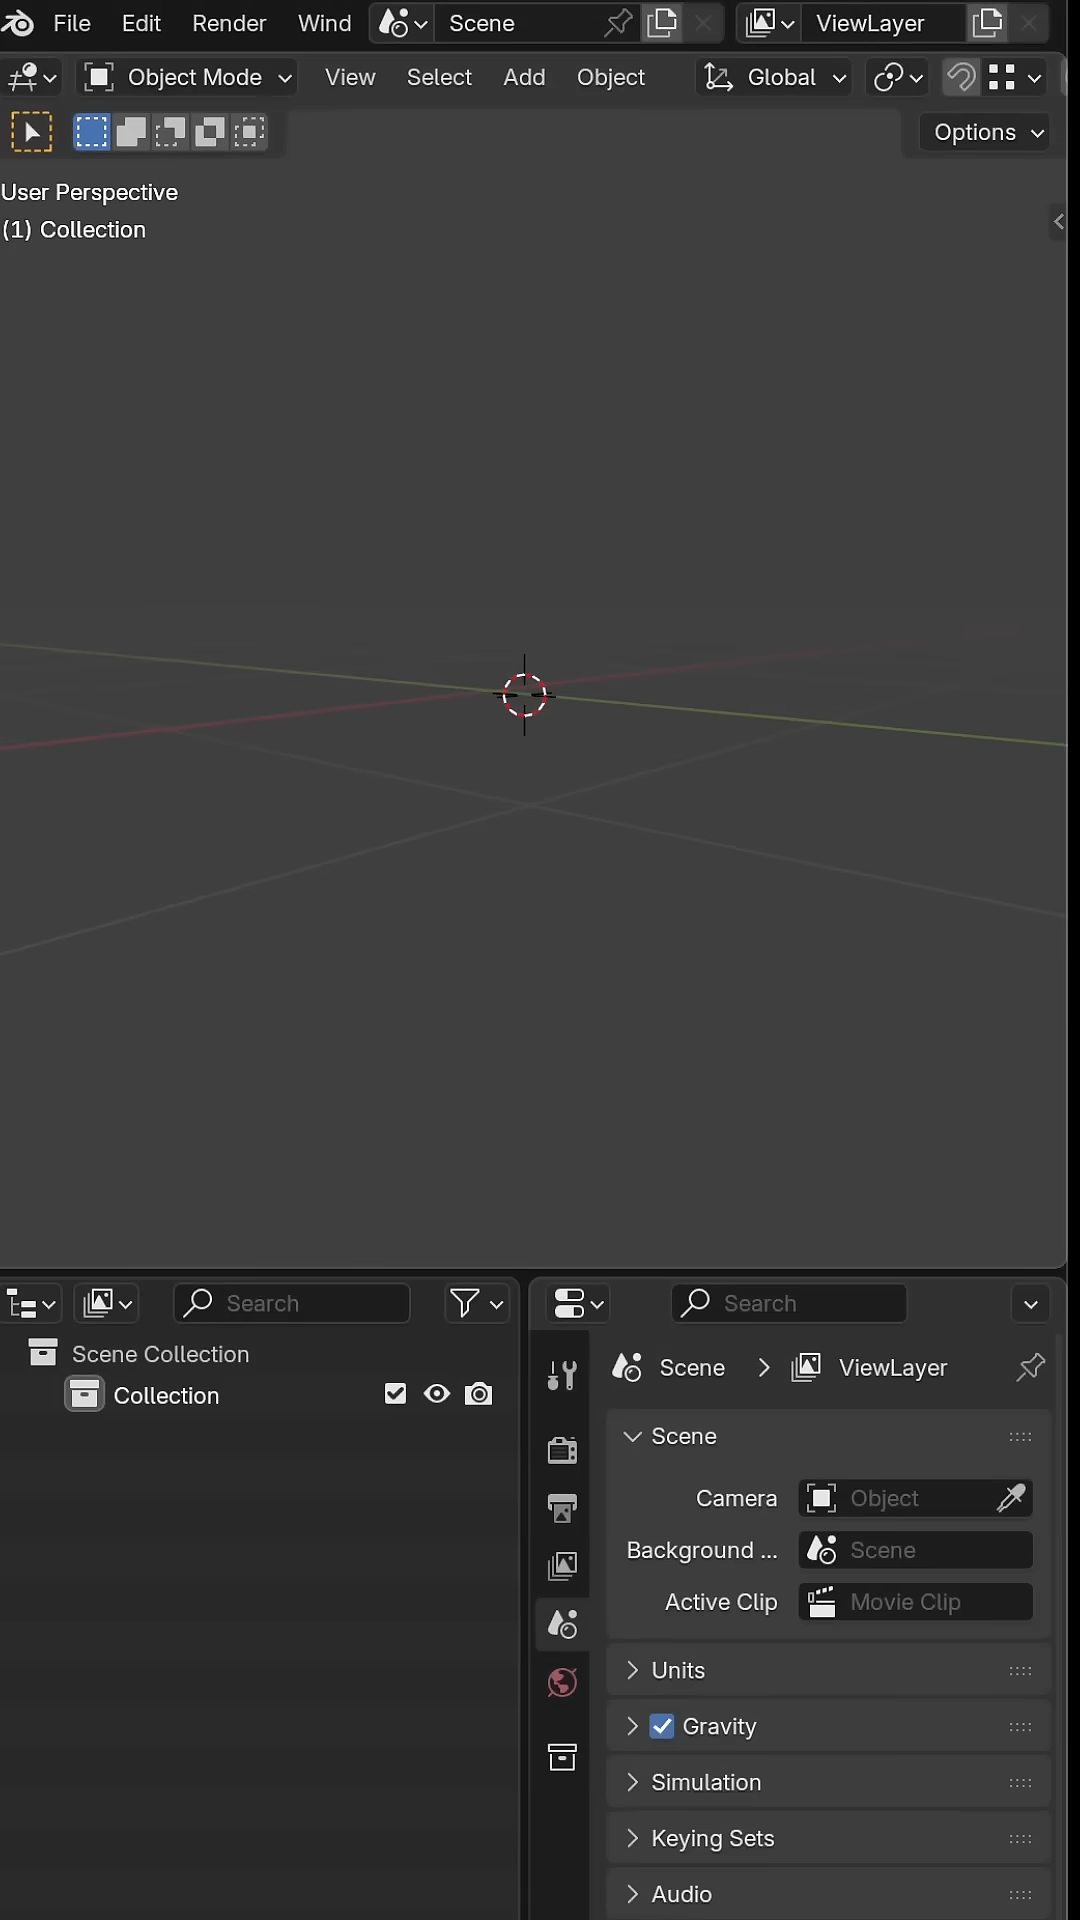 File Edit Render Wind Scene ViewLayer
Object Mode View Select Add Object Global
Options
User Perspective
(1) Collection
Search
Scene Collection
Collection
Search
Scene ViewLayer
Scene
Camera Object
Background ... Scene
Active Clip Movie Clip
Units
Gravity
Simulation
Keying Sets
Audio